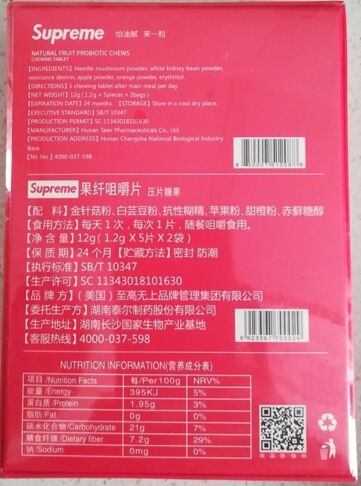 Supreme 怕油腻 来一粒
NATURAL FRUIT PROBIOTIC CHEWS
CHEWING TABLET
【INGREDIENTS】Needle mushroom powder, white kidney bean powder,
resistance dextrin, apple powder, orange powder, erythritol.
【DIRECTIONS】1 chewing tablet after main meal per day
【NET WEIGHT】12g (1.2g × 5pieces × 2bags)
【EXPIRATION DATE】24 months 【STORAGE】Store in a cool dry place.
【EXECUTIVE STANDARD】SB/T10347
【PRODUCTION PERMIT】SC 11343018101630
【MANUFACTURER】Hunan Taier Pharmaceuticals Co., Ltd.
【PRODUCTION ADDRESS】Hunan Changsha National Biological Industry
Base
【Tel. No.】4000-037-598
Supreme 果纤咀嚼片 压片糖果
【配 料】金针菇粉、白芸豆粉、抗性糊精、苹果粉、甜橙粉、赤藓糖醇
【食用方法】每天1次，每次1片，随餐咀嚼食用。
【净 含 量】12g（1.2g X 5片 X 2袋）
【保 质 期】24个月【贮藏方法】密封 防潮
【执行标准】SB/T 10347
【生产许可】SC 11343018101630
【品 牌 方】（美国）至高无上品牌管理集团有限公司
【委托生产】湖南泰尔制药股份有限公司
【生产地址】湖南长沙国家生物产业基地
【客服热线】4000-037-598
6923567700029
NUTRITION INFORMATION(营养成分表)
项目/Nutrition Facts 每/Per100g NRV%
能量/Energy 395KJ 5%
蛋白质/Protein 1.95g 3%
脂肪/Fat 0g 0%
碳水化合物/Carbohydrate 21g 7%
膳食纤维/Dietary fiber 7.2g 29%
钠/Sodium 0mg 0%